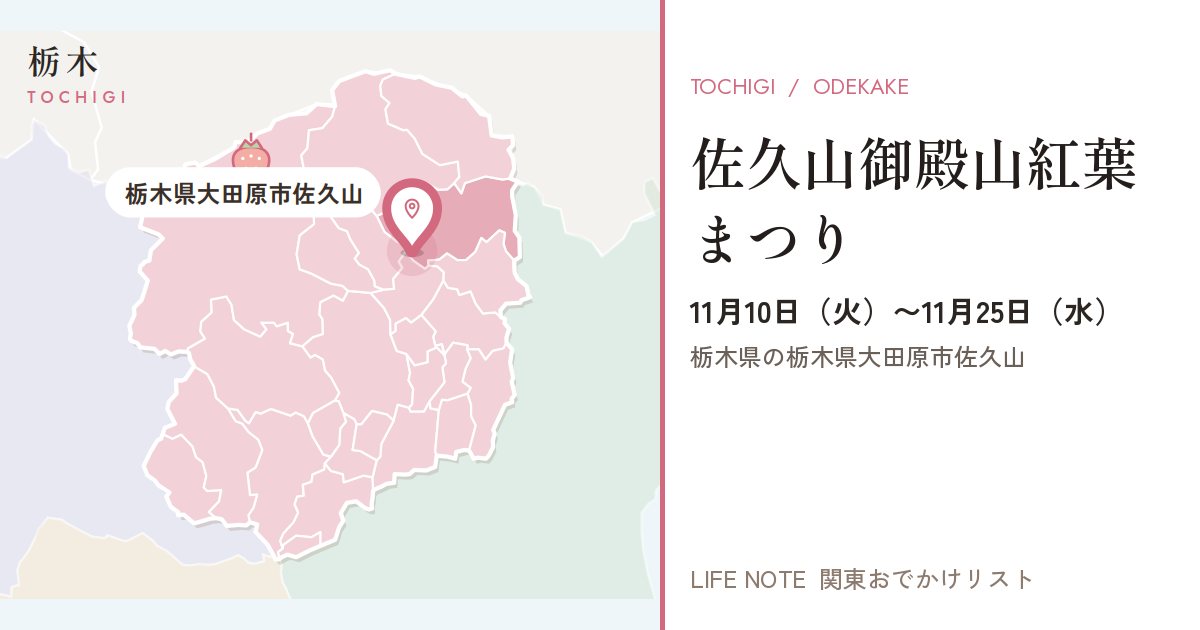 栃木
TOCHIGI
栃木県大田原市佐久山
TOCHIGI / ODEKAKE
佐久山御殿山紅葉
まつり
11月10日（火）〜11月25日（水）
栃木県の栃木県大田原市佐久山
LIFE NOTE 関東おでかけリスト